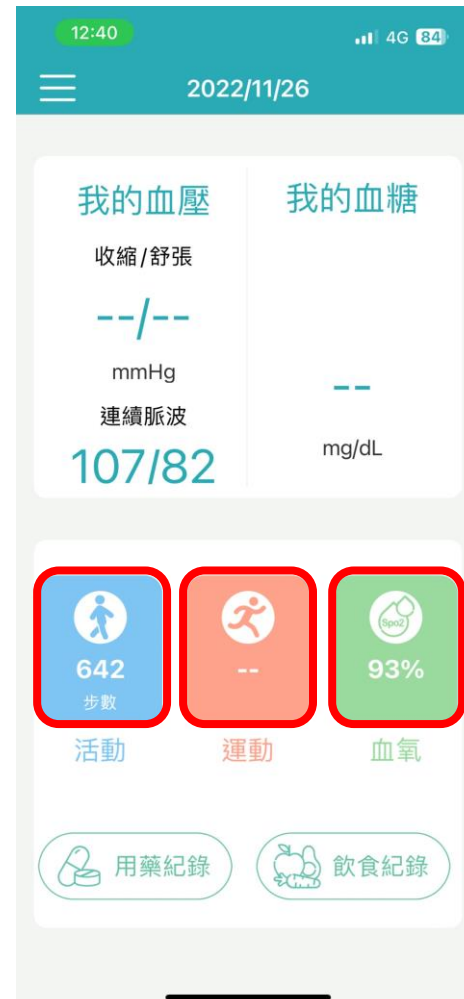 12:40
4G 84
2022/11/26
我的血壓
收縮/舒張
--/--
mmHg
連續脈波
107/82
我的血糖
--
mg/dL
642
步數
活動
--
運動
Spo2
93%
血氧
用藥紀錄
飲食紀錄